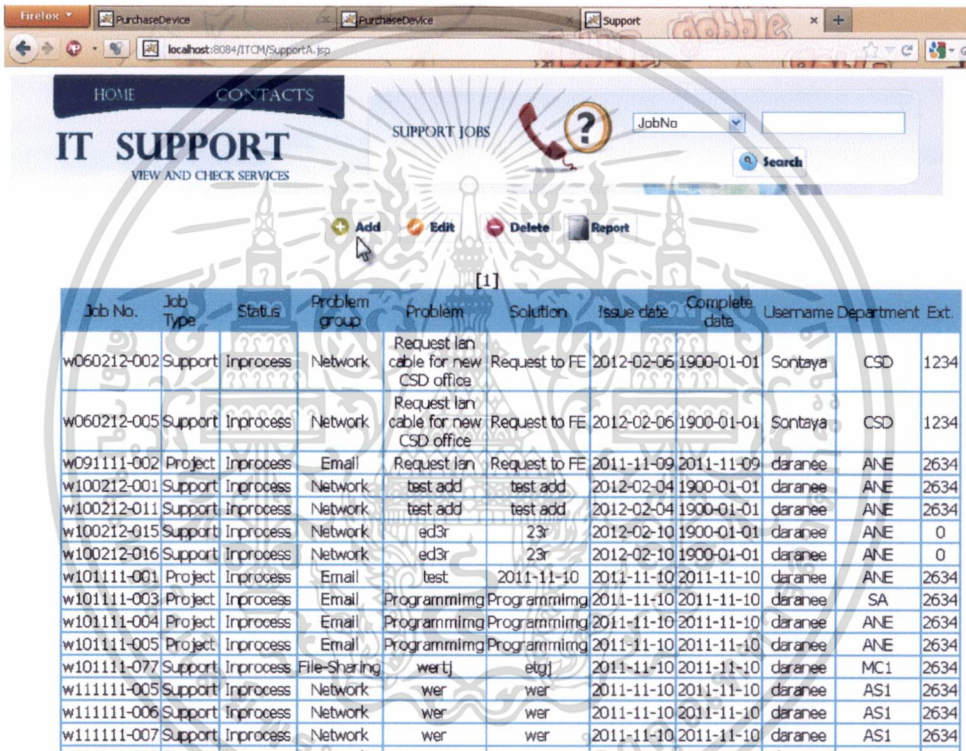 Firefox
PurchaseDevice
PurchaseDevice
Support
localhost:8084/ITCM/SupportA.jsp
HOME CONTACTS
IT SUPPORT
VIEW AND CHECK SERVICES
SUPPORT JOBS
JobNo
Search
Add Edit Delete Report
[1]
Job No. Job Type Status Problem group Problem Solution Issue date Complete date Username Department Ext.
w060212-002 Support Inprocess Network Request lan cable for new CSD office Request to FE 2012-02-06 1900-01-01 Sontaya CSD 1234
w060212-005 Support Inprocess Network Request lan cable for new CSD office Request to FE 2012-02-06 1900-01-01 Sontaya CSD 1234
w091111-002 Project Inprocess Email Request lan Request to FE 2011-11-09 2011-11-09 daranee ANE 2634
w100212-001 Support Inprocess Network test add test add 2012-02-04 1900-01-01 daranee ANE 2634
w100212-011 Support Inprocess Network test add test add 2012-02-04 1900-01-01 daranee ANE 2634
w100212-015 Support Inprocess Network ed3r 23r 2012-02-10 1900-01-01 daranee ANE 0
w100212-016 Support Inprocess Network ed3r 23r 2012-02-10 1900-01-01 daranee ANE 0
w101111-001 Project Inprocess Email test 2011-11-10 2011-11-10 2011-11-10 daranee ANE 2634
w101111-003 Project Inprocess Email Programmimg Programmimg 2011-11-10 2011-11-10 daranee SA 2634
w101111-004 Project Inprocess Email Programmimg Programmimg 2011-11-10 2011-11-10 daranee ANE 2634
w101111-005 Project Inprocess Email Programmimg Programmimg 2011-11-10 2011-11-10 daranee ANE 2634
w101111-077 Support Inprocess File-Sharing wertj etgj 2011-11-10 2011-11-10 daranee MC1 2634
w111111-005 Support Inprocess Network wer wer 2011-11-10 2011-11-10 daranee AS1 2634
w111111-006 Support Inprocess Network wer wer 2011-11-10 2011-11-10 daranee AS1 2634
w111111-007 Support Inprocess Network wer wer 2011-11-10 2011-11-10 daranee AS1 2634